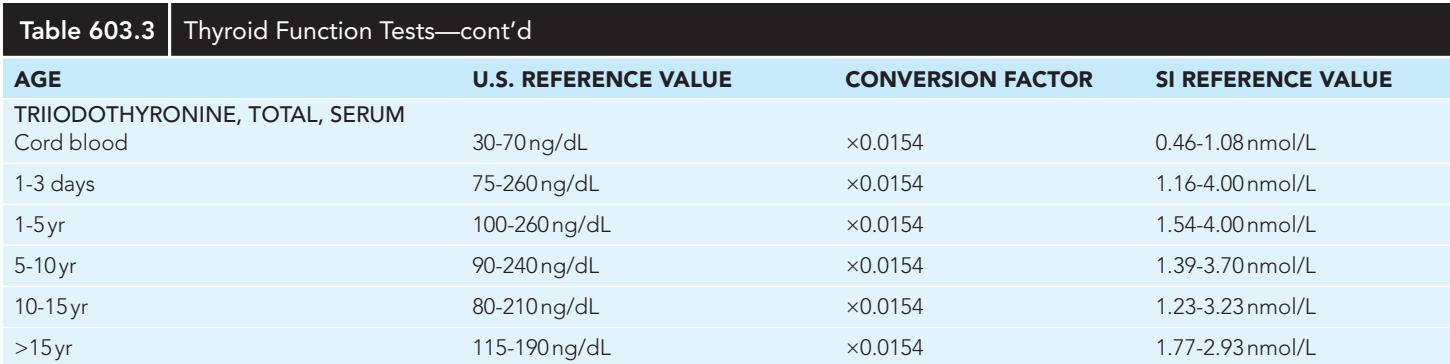 Table 603.3 Thyroid Function Tests—cont’d
AGE U.S. REFERENCE VALUE CONVERSION FACTOR SI REFERENCE VALUE
TRIIODOTHYRONINE, TOTAL, SERUM
Cord blood 30-70 ng/dL ×0.0154 0.46-1.08 nmol/L
1-3 days 75-260 ng/dL ×0.0154 1.16-4.00 nmol/L
1-5 yr 100-260 ng/dL ×0.0154 1.54-4.00 nmol/L
5-10 yr 90-240 ng/dL ×0.0154 1.39-3.70 nmol/L
10-15 yr 80-210 ng/dL ×0.0154 1.23-3.23 nmol/L
>15 yr 115-190 ng/dL ×0.0154 1.77-2.93 nmol/L